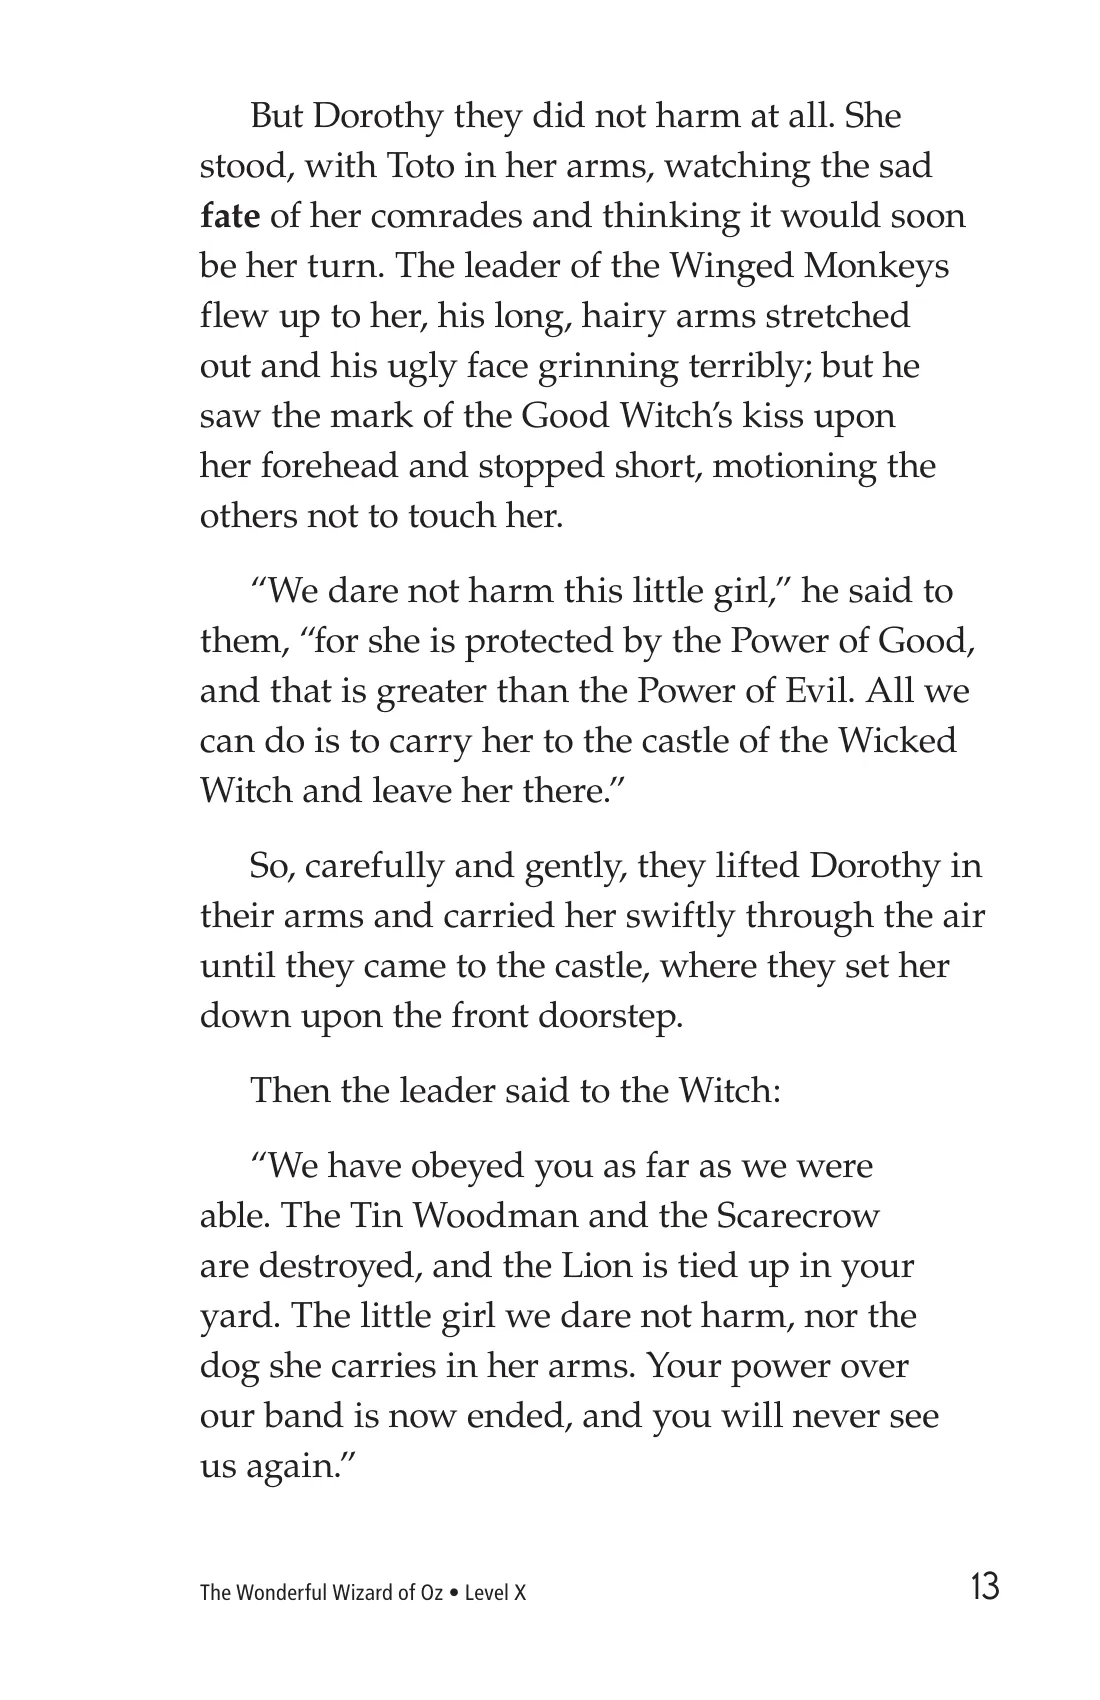 But Dorothy they did not harm at all. She
stood, with Toto in her arms, watching the sad
fate of her comrades and thinking it would soon
be her turn. The leader of the Winged Monkeys
flew up to her, his long, hairy arms stretched
out and his ugly face grinning terribly; but he
saw the mark of the Good Witch’s kiss upon
her forehead and stopped short, motioning the
others not to touch her.
“We dare not harm this little girl,” he said to
them, “for she is protected by the Power of Good,
and that is greater than the Power of Evil. All we
can do is to carry her to the castle of the Wicked
Witch and leave her there.”
So, carefully and gently, they lifted Dorothy in
their arms and carried her swiftly through the air
until they came to the castle, where they set her
down upon the front doorstep.
Then the leader said to the Witch:
“We have obeyed you as far as we were
able. The Tin Woodman and the Scarecrow
are destroyed, and the Lion is tied up in your
yard. The little girl we dare not harm, nor the
dog she carries in her arms. Your power over
our band is now ended, and you will never see
us again.”
The Wonderful Wizard of Oz • Level X
13